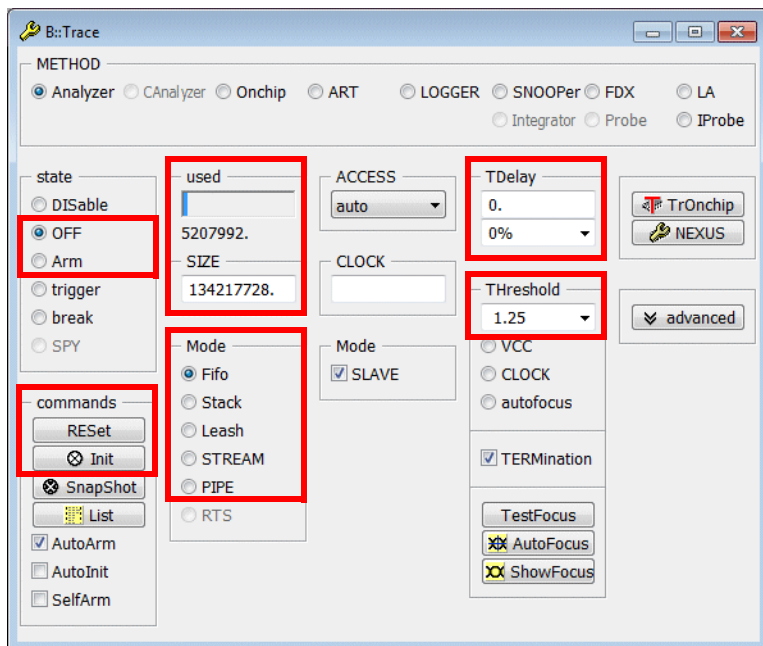 B::Trace
METHOD
Analyzer CAnalyzer Onchip ART LOGGER SNOOPer FDX LA
Integrator Probe IProbe
state
DISable
OFF
Arm
trigger
break
SPY
used
5207992.
SIZE
134217728.
ACCESS
auto
CLOCK
TDelay
0.
0%
TrOnchip
NEXUS
THreshold
1.25
VCC
CLOCK
autofocus
advanced
Mode
Fifo
Stack
Leash
STREAM
PIPE
RTS
Mode
SLAVE
commands
RESet
Init
SnapShot
List
AutoArm
AutoInit
SelfArm
TERMination
TestFocus
AutoFocus
ShowFocus